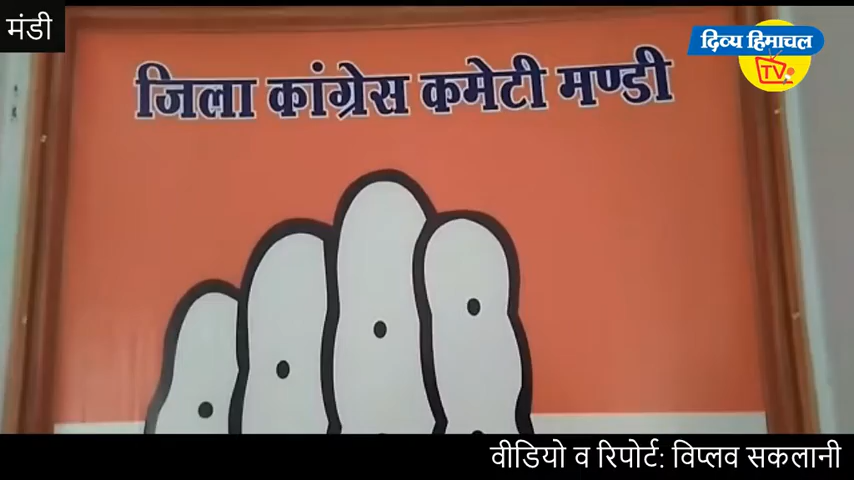 मंडी
दिव्य हिमाचल
TV
जिला कांग्रेस कमेटी मण्डी
वीडियो व रिपोर्ट: विप्लव सकलानी